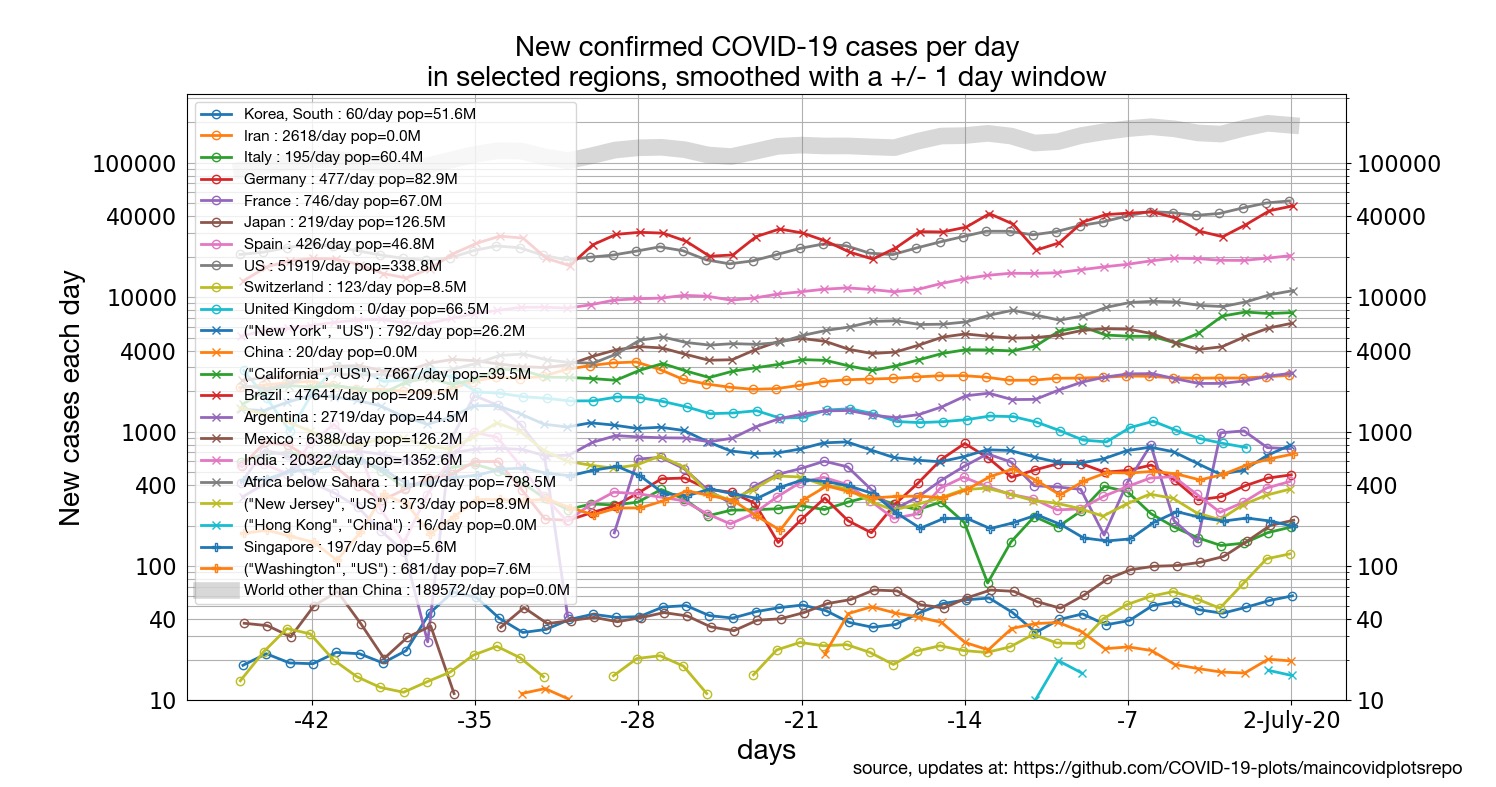 New confirmed COVID-19 cases per day
in selected regions, smoothed with a +/- 1 day window
Korea, South : 60/day pop=51.6M
Iran : 2618/day pop=0.0M
Italy : 195/day pop=60.4M
Germany : 477/day pop=82.9M
France : 746/day pop=67.0M
Japan : 219/day pop=126.5M
Spain : 426/day pop=46.8M
US : 51919/day pop=338.8M
Switzerland : 123/day pop=8.5M
United Kingdom : 0/day pop=66.5M
("New York", "US") : 792/day pop=26.2M
China : 20/day pop=0.0M
("California", "US") : 7667/day pop=39.5M
Brazil : 47641/day pop=209.5M
Argentina : 2719/day pop=44.5M
Mexico : 6388/day pop=126.2M
India : 20322/day pop=1352.6M
Africa below Sahara : 11170/day pop=798.5M
("New Jersey", "US") : 373/day pop=8.9M
("Hong Kong", "China") : 16/day pop=0.0M
Singapore : 197/day pop=5.6M
("Washington", "US") : 681/day pop=7.6M
World other than China : 189572/day pop=0.0M
New cases each day
100000
40000
10000
4000
1000
400
100
40
10
100000
40000
10000
4000
1000
400
100
40
10
-42 -35 -28 -21 -14 -7 2-July-20
days
source, updates at: https://github.com/COVID-19-plots/maincovidplotsrepo